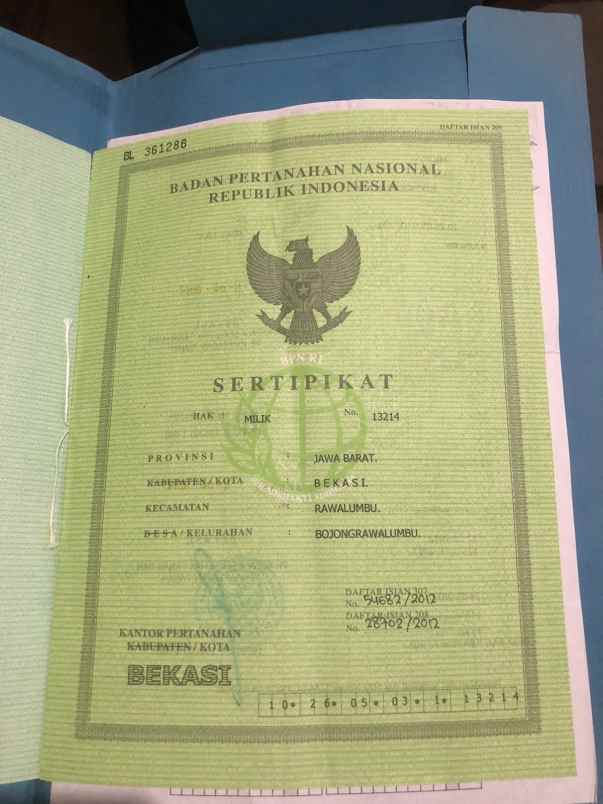 DAFTAR ISIAN 206
BL 361286
BADAN PERTANAHAN NASIONAL
REPUBLIK INDONESIA
BPN RI
SERTIPIKAT
HAK : MILIK No. 13214
PROVINSI : JAWA BARAT.
KABUPATEN / KOTA : BEKASI.
KECAMATAN : RAWALUMBU.
DESA / KELURAHAN : BOJONGRAWALUMBU.
DAFTAR ISIAN 307
No. 54682/2012
DAFTAR ISIAN 208
No. 28702/2012
KANTOR PERTANAHAN
KABUPATEN / KOTA
BEKASI
10• 26• 05• 03• 1• 13214